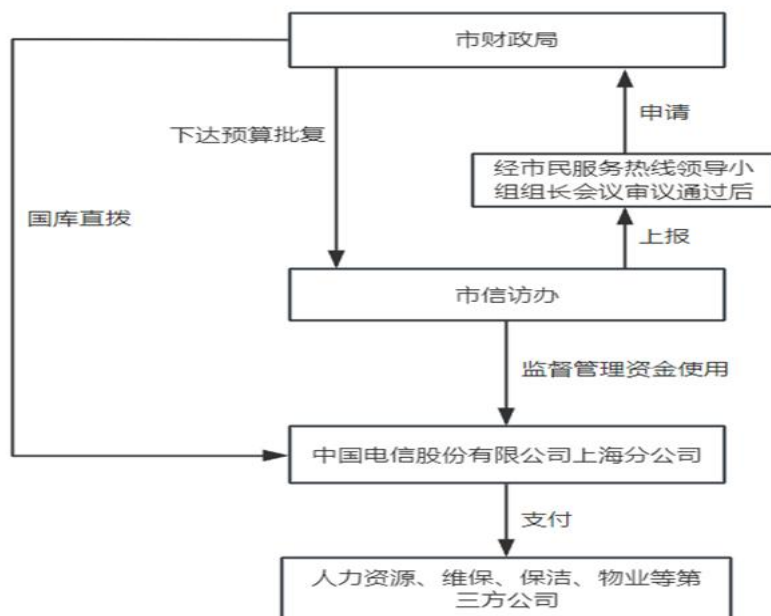 市财政局
申请
下达预算批复
经市民服务热线领导小
组组长会议审议通过后
国库直拨
上报
市信访办
监督管理资金使用
中国电信股份有限公司上海分公司
支付
人力资源、维保、保洁、物业等第
三方公司